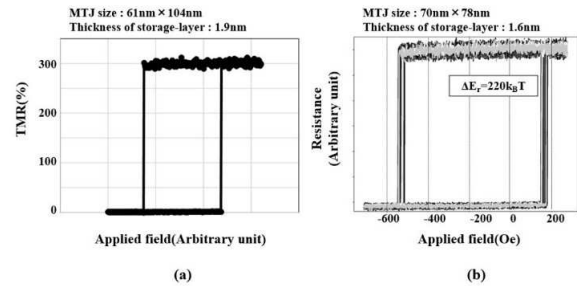 MTJ size : 61nm×104nm
Thickness of storage-layer : 1.9nm
TMR(%)
300
200
100
0
Applied field(Arbitrary unit)
(a)
MTJ size : 70nm×78nm
Thickness of storage-layer : 1.6nm
Resistance
(Arbitrary unit)
ΔEr=220kBT
-600
-400
-200
0
200
Applied field(Oe)
(b)